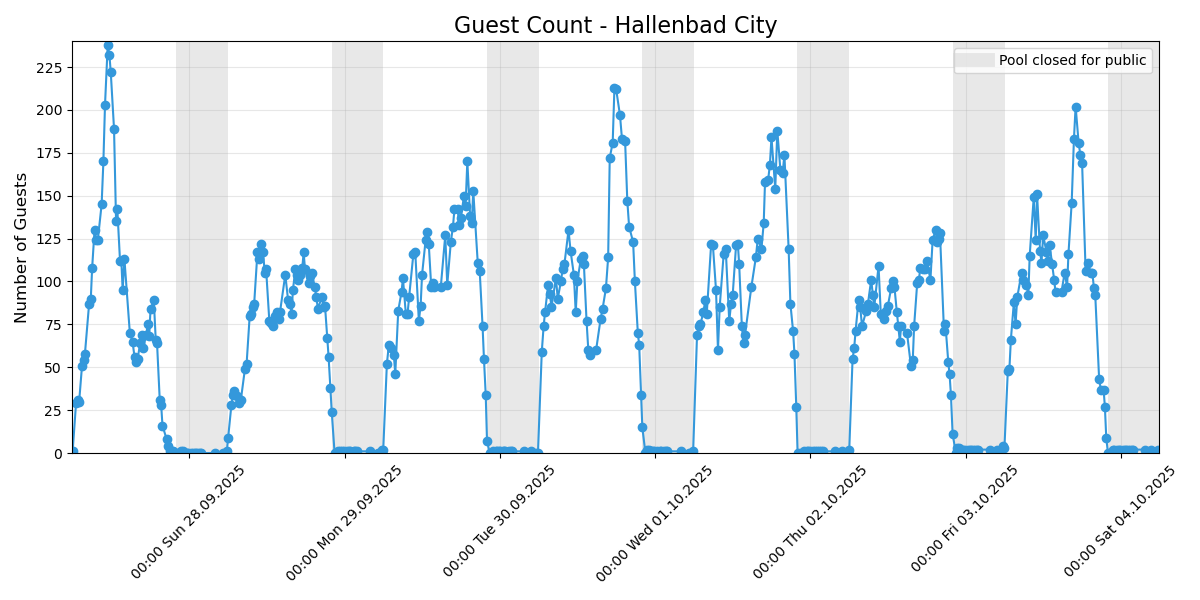 Guest Count - Hallenbad City
Pool closed for public
Number of Guests
225
200
175
150
125
100
75
50
25
0
00:00 Sun 28.09.2025
00:00 Mon 29.09.2025
00:00 Tue 30.09.2025
00:00 Wed 01.10.2025
00:00 Thu 02.10.2025
00:00 Fri 03.10.2025
00:00 Sat 04.10.2025